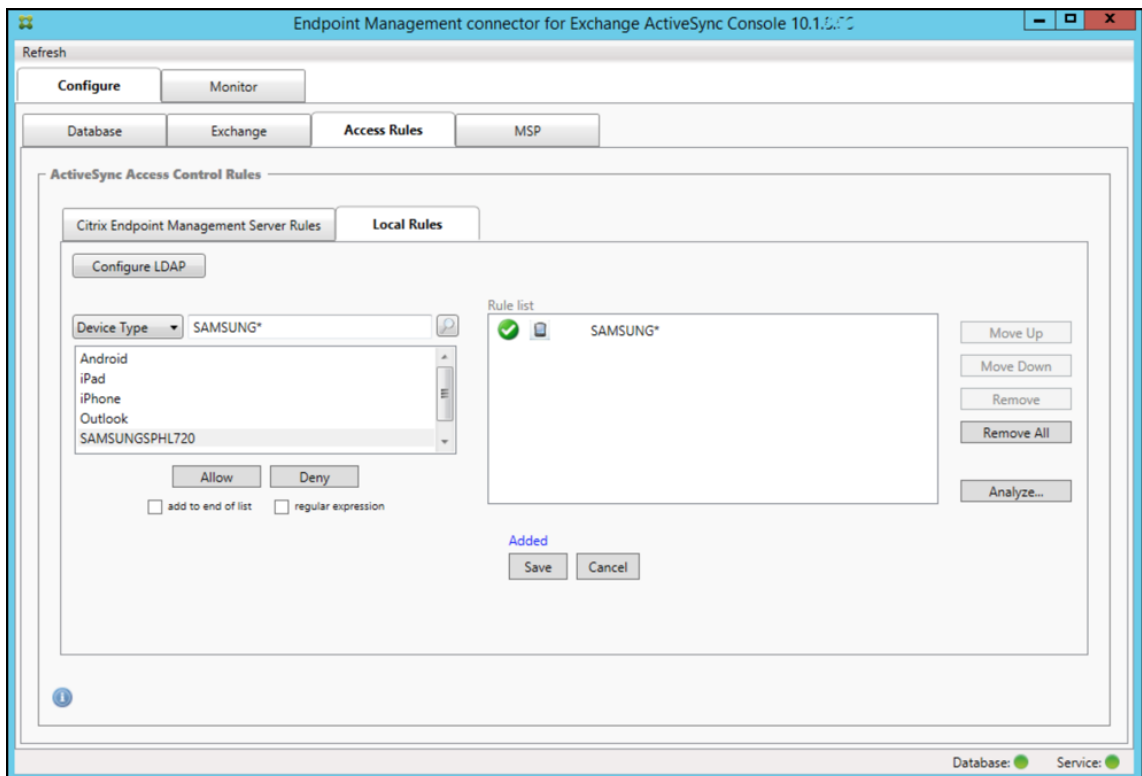 Endpoint Management connector for Exchange ActiveSync Console
Refresh
Configure Monitor
Database Exchange Access Rules MSP
ActiveSync Access Control Rules
Citrix Endpoint Management Server Rules Local Rules
Configure LDAP
Rule list
Device Type SAMSUNG*
SAMSUNG*
Move Up
Android
iPad
Move Down
iPhone
Remove
Outlook
SAMSUNGSPHL720
Remove All
Allow Deny
Analyze...
add to end of list regular expression
Added
Save Cancel
Database: Service: